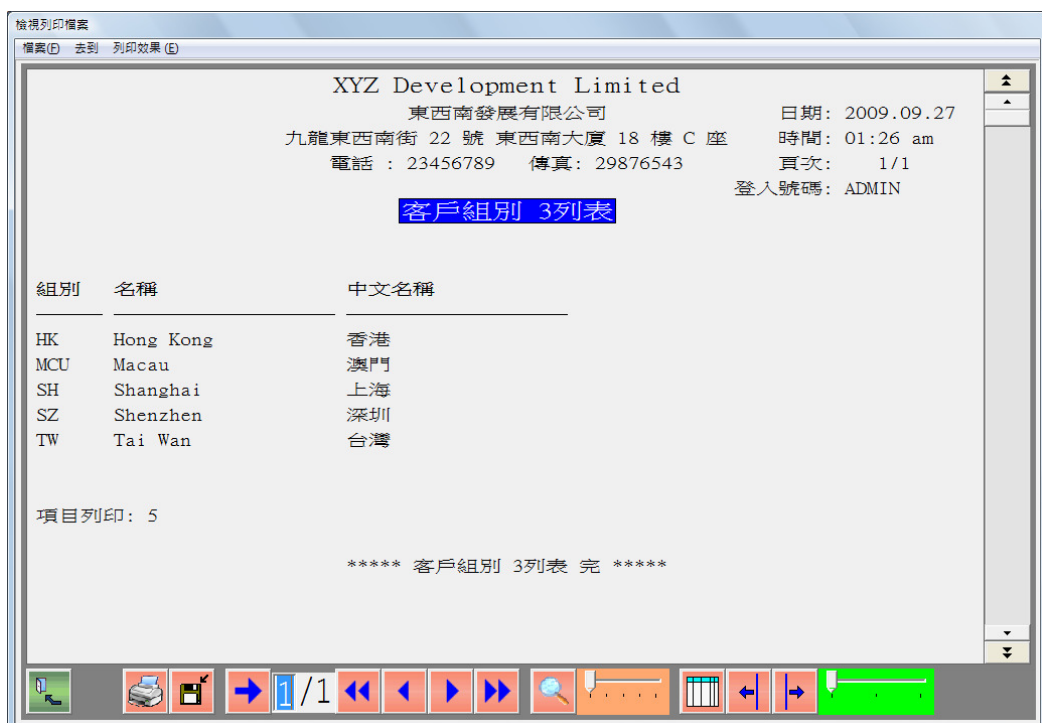 檢視列印檔案
檔案(F) 去到 列印效果(E)
XYZ Development Limited
東西南發展有限公司 日期: 2009.09.27
九龍東西南街 22 號 東西南大廈 18 樓 C 座 時間: 01:26 am
電話 : 23456789 傳真: 29876543 頁次: 1/1
登入號碼: ADMIN
客戶組別 3列表
組別 名稱 中文名稱
HK Hong Kong 香港
MCU Macau 澳門
SH Shanghai 上海
SZ Shenzhen 深圳
TW Tai Wan 台灣
項目列印: 5
***** 客戶組別 3列表 完 *****
1/1